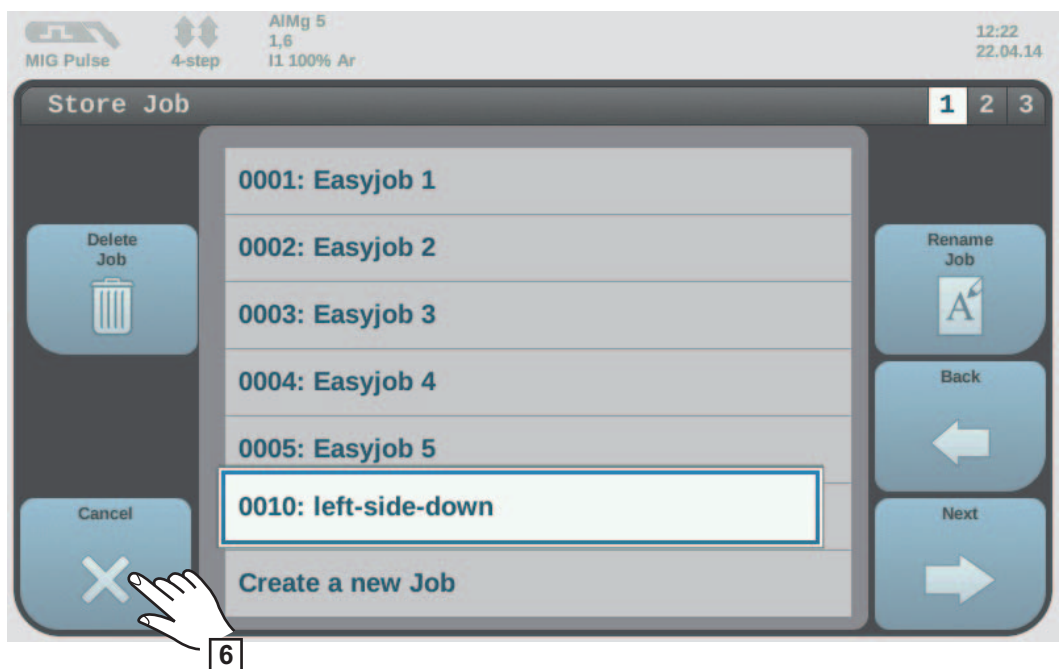 AlMg 5
1,6
MIG Pulse 4-step I1 100% Ar
12:22
22.04.14
Store Job 1 2 3
0001: Easyjob 1
Delete
Job
0002: Easyjob 2
Rename
Job
0003: Easyjob 3
0004: Easyjob 4
Back
0005: Easyjob 5
0010: left-side-down
Cancel
Next
Create a new Job
6